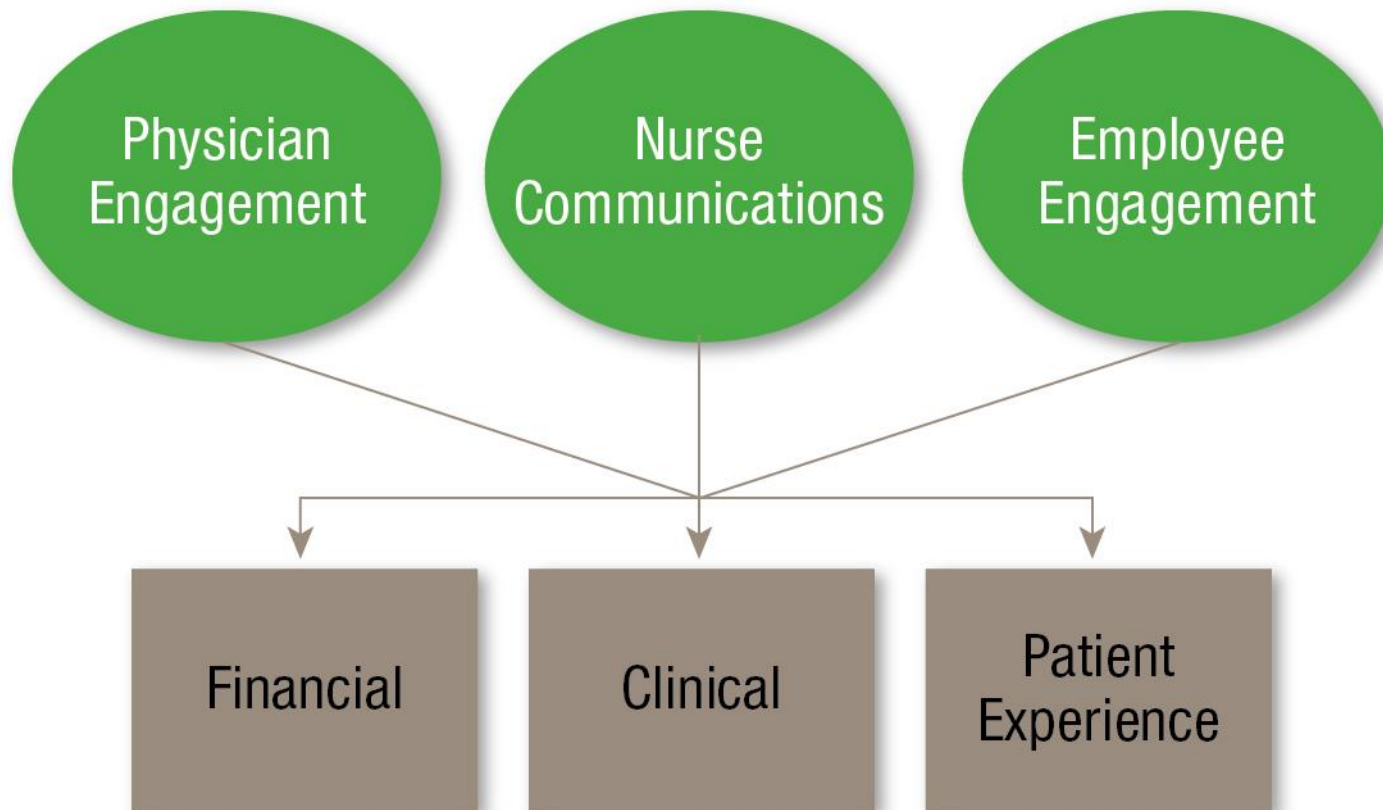 Physician
Engagement
Nurse
Communications
Employee
Engagement
Financial
Clinical
Patient
Experience